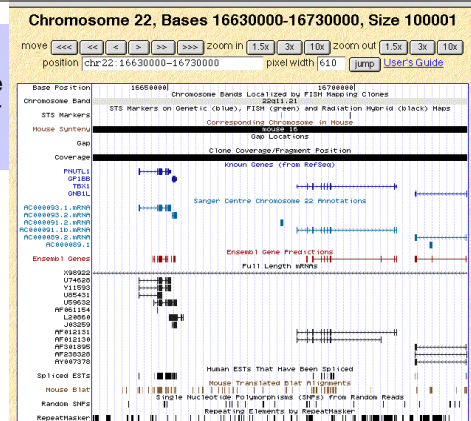 Chromosome 22, Bases 16630000-16730000, Size 100001
move <<< << < > >> >>> zoom in 1.5x 3x 10x zoom out 1.5x 3x 10x
position chr22:16630000-16730000 pixel width 610 jump User's Guide
Base Position 16650000 16700000
Chromosome Bands Localized by FISH Mapping Clones
Chromosome Band 22q11.21
STS Markers on Genetic (blue), FISH (green) and Radiation Hybrid (black) Maps
STS Markers
Corresponding Chromosome in Mouse
Mouse Synteny mouse 16
Gap Locations
Gap
Clone Coverage/Fragment Position
Coverage
Known Genes (from RefSeq)
PNUTL1
GP1BB
TBX1
GNB1L
Sanger Centre Chromosome 22 Annotations
AC000093.1.mRNA
AC000093.2.mRNA
AC000091.2.mRNA
AC000091.1b.mRNA
AC000089.2.mRNA
AC000089.1
Ensembl Gene Predictions
Ensembl Genes
Full Length mRNAs
X98922
U74628
Y11593
U85431
U59632
AF061154
L20860
J03259
AF012131
AF012130
AF301895
AF238328
AY007378
Human ESTs That Have Been Spliced
Spliced ESTs
Mouse Translated Blat Alignments
Mouse Blat
Single Nucleotide Polymorphisms (SNPs) from Random Reads
Random SNPs
Repeating Elements by RepeatMasker
RepeatMasker